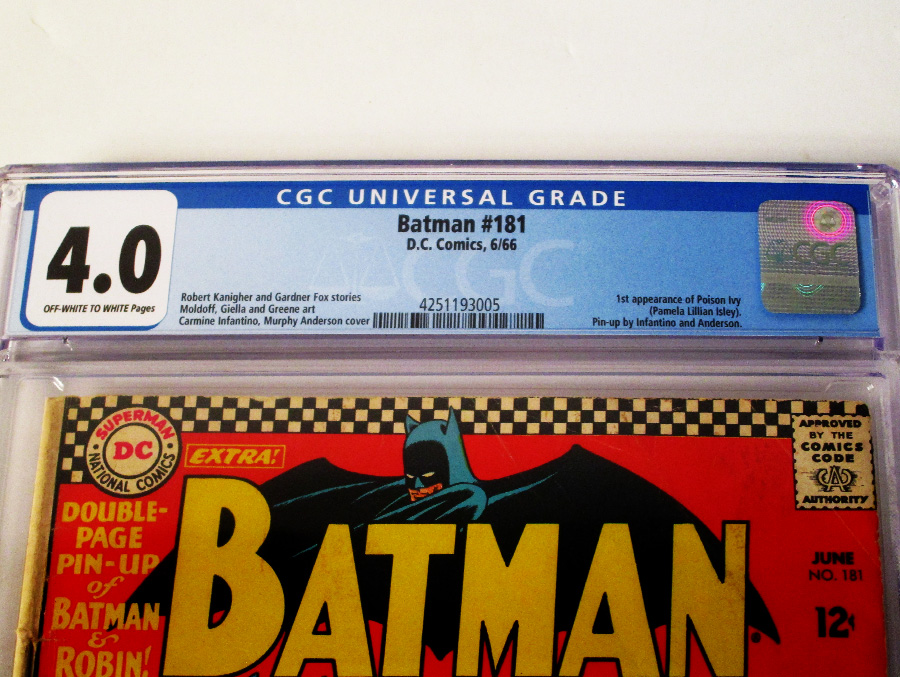 CGC UNIVERSAL GRADE
4.0
OFF-WHITE TO WHITE Pages
Batman #181
D.C. Comics, 6/66
CGC
Robert Kanigher and Gardner Fox stories
Moldoff, Giella and Greene art
Carmine Infantino, Murphy Anderson cover
4251193005
1st appearance of Poison Ivy
(Pamela Lillian Isley).
Pin-up by Infantino and Anderson.
CGC
SUPERMAN
DC
NATIONAL COMICS
EXTRA!
DOUBLE-
PAGE
PIN-UP
of
BATMAN
&
ROBIN!
BATMAN
APPROVED
BY THE
COMICS
CODE
AUTHORITY
JUNE
NO. 181
12¢